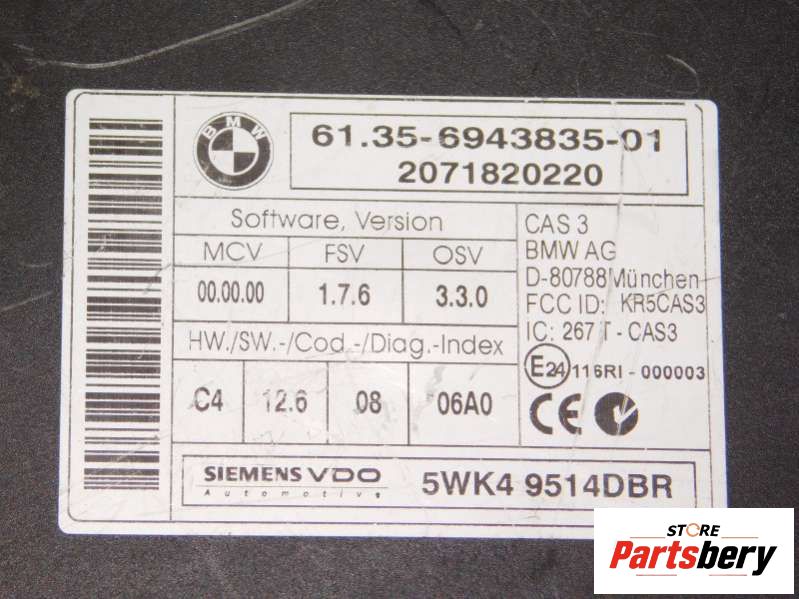 BMW
61.35-6943835-01
2071820220
Software, Version
MCV FSV OSV
00.00.00 1.7.6 3.3.0
HW./SW.-/Cod.-/Diag.-Index
C4 12.6 08 06A0
CAS 3
BMW AG
D-80788 München
FCC ID: KR5CAS3
IC: 267 T - CAS3
E24 116RI - 000003
CE
SIEMENS VDO
Automotive
5WK4 9514DBR
STORE
Partsbery